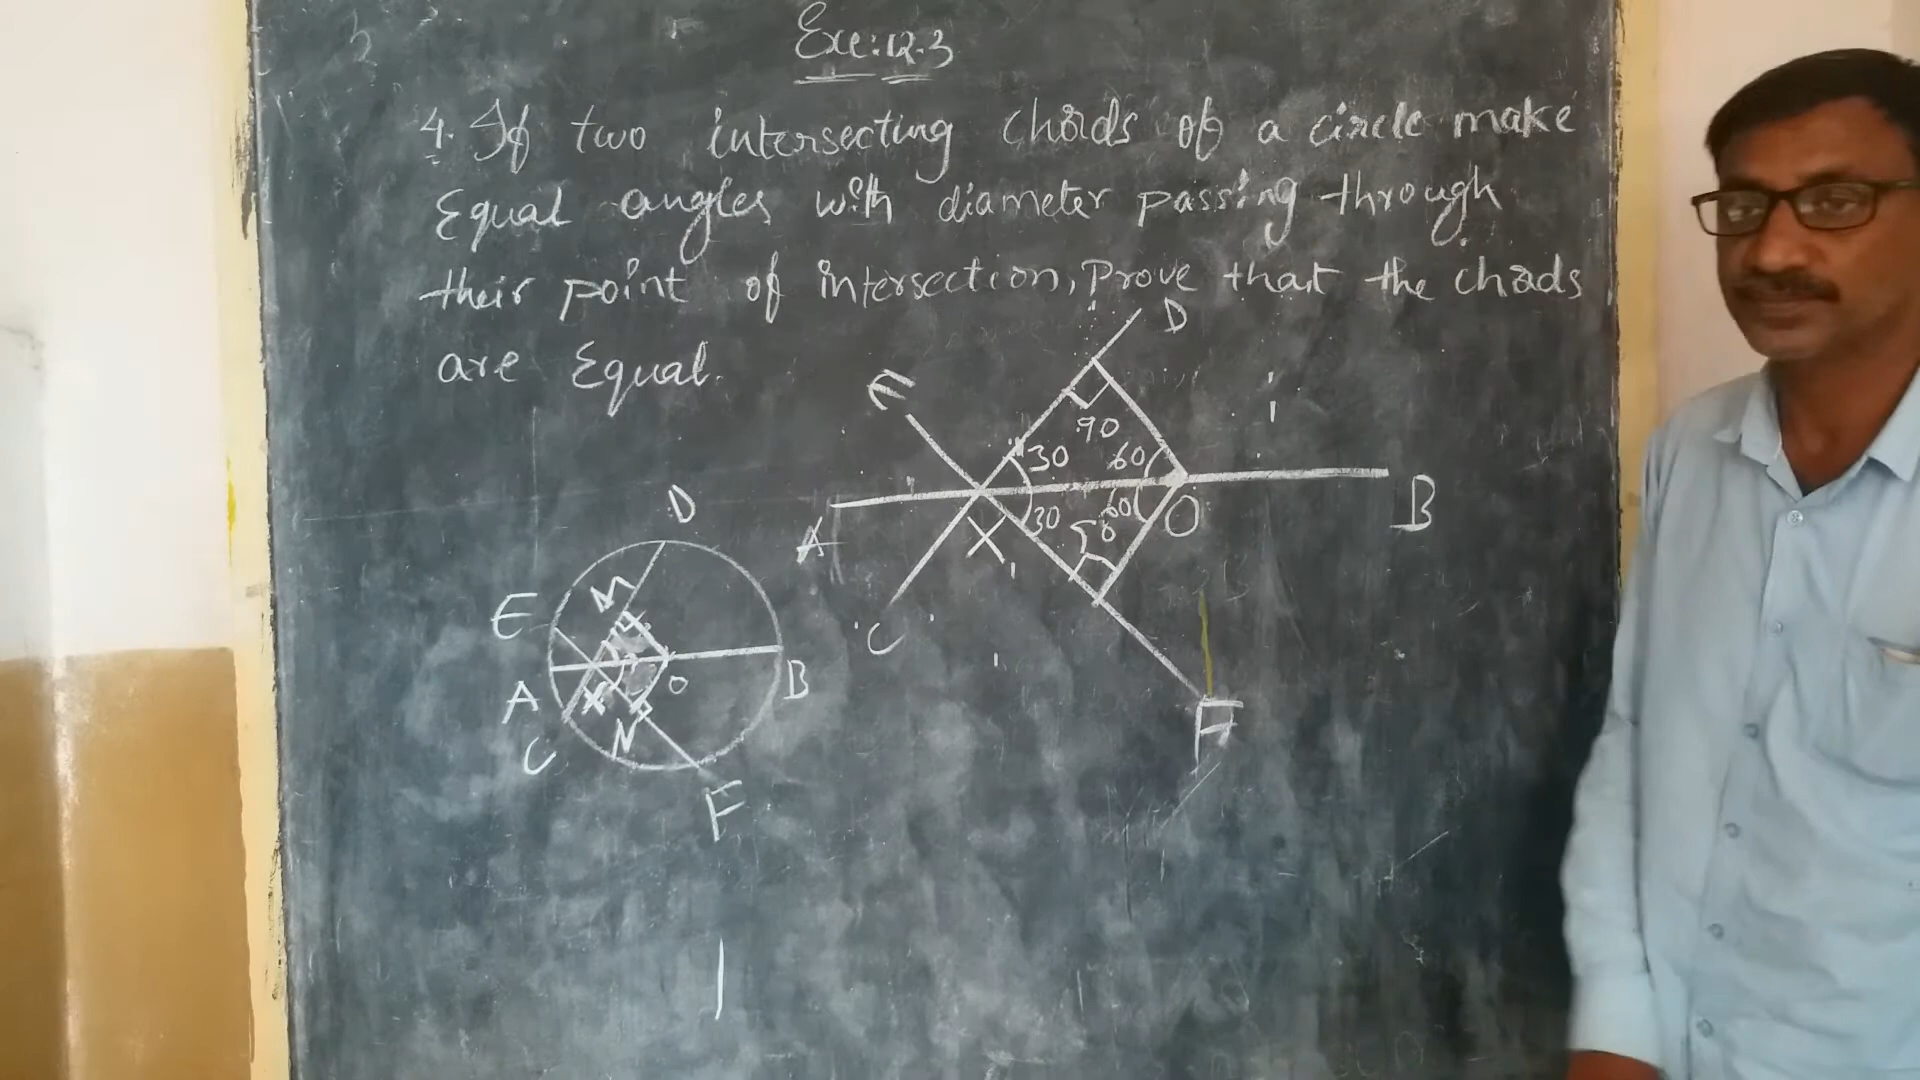 Exe: 12.3
4. If two intersecting chords of a circle make
Equal angles with diameter passing through
their point of intersection, Prove that the chords
are Equal.
D
E
90
30 60
A
B
30 60 O
X
C
F
D
M
E
A
X
O
B
N
C
F